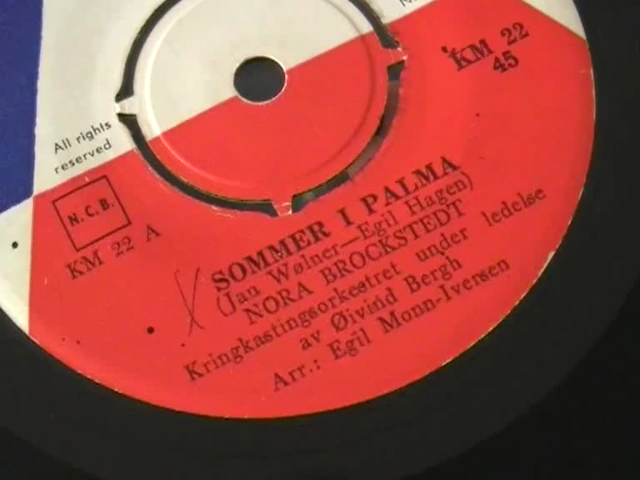 KM 22
45
All rights
reserved
N.C.B.
KM 22 A
SOMMER I PALMA
(Jan Wølner—Egil Hagen)
NORA BROCKSTEDT
Kringkastingsorkestret under ledelse
av Øivind Bergh
Arr.: Egil Monn-Iversen